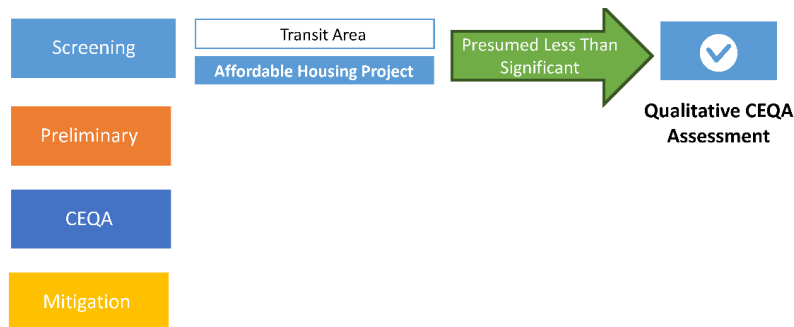 Screening
Transit Area
Affordable Housing Project
Presumed Less Than
Significant
Qualitative CEQA
Assessment
Preliminary
CEQA
Mitigation